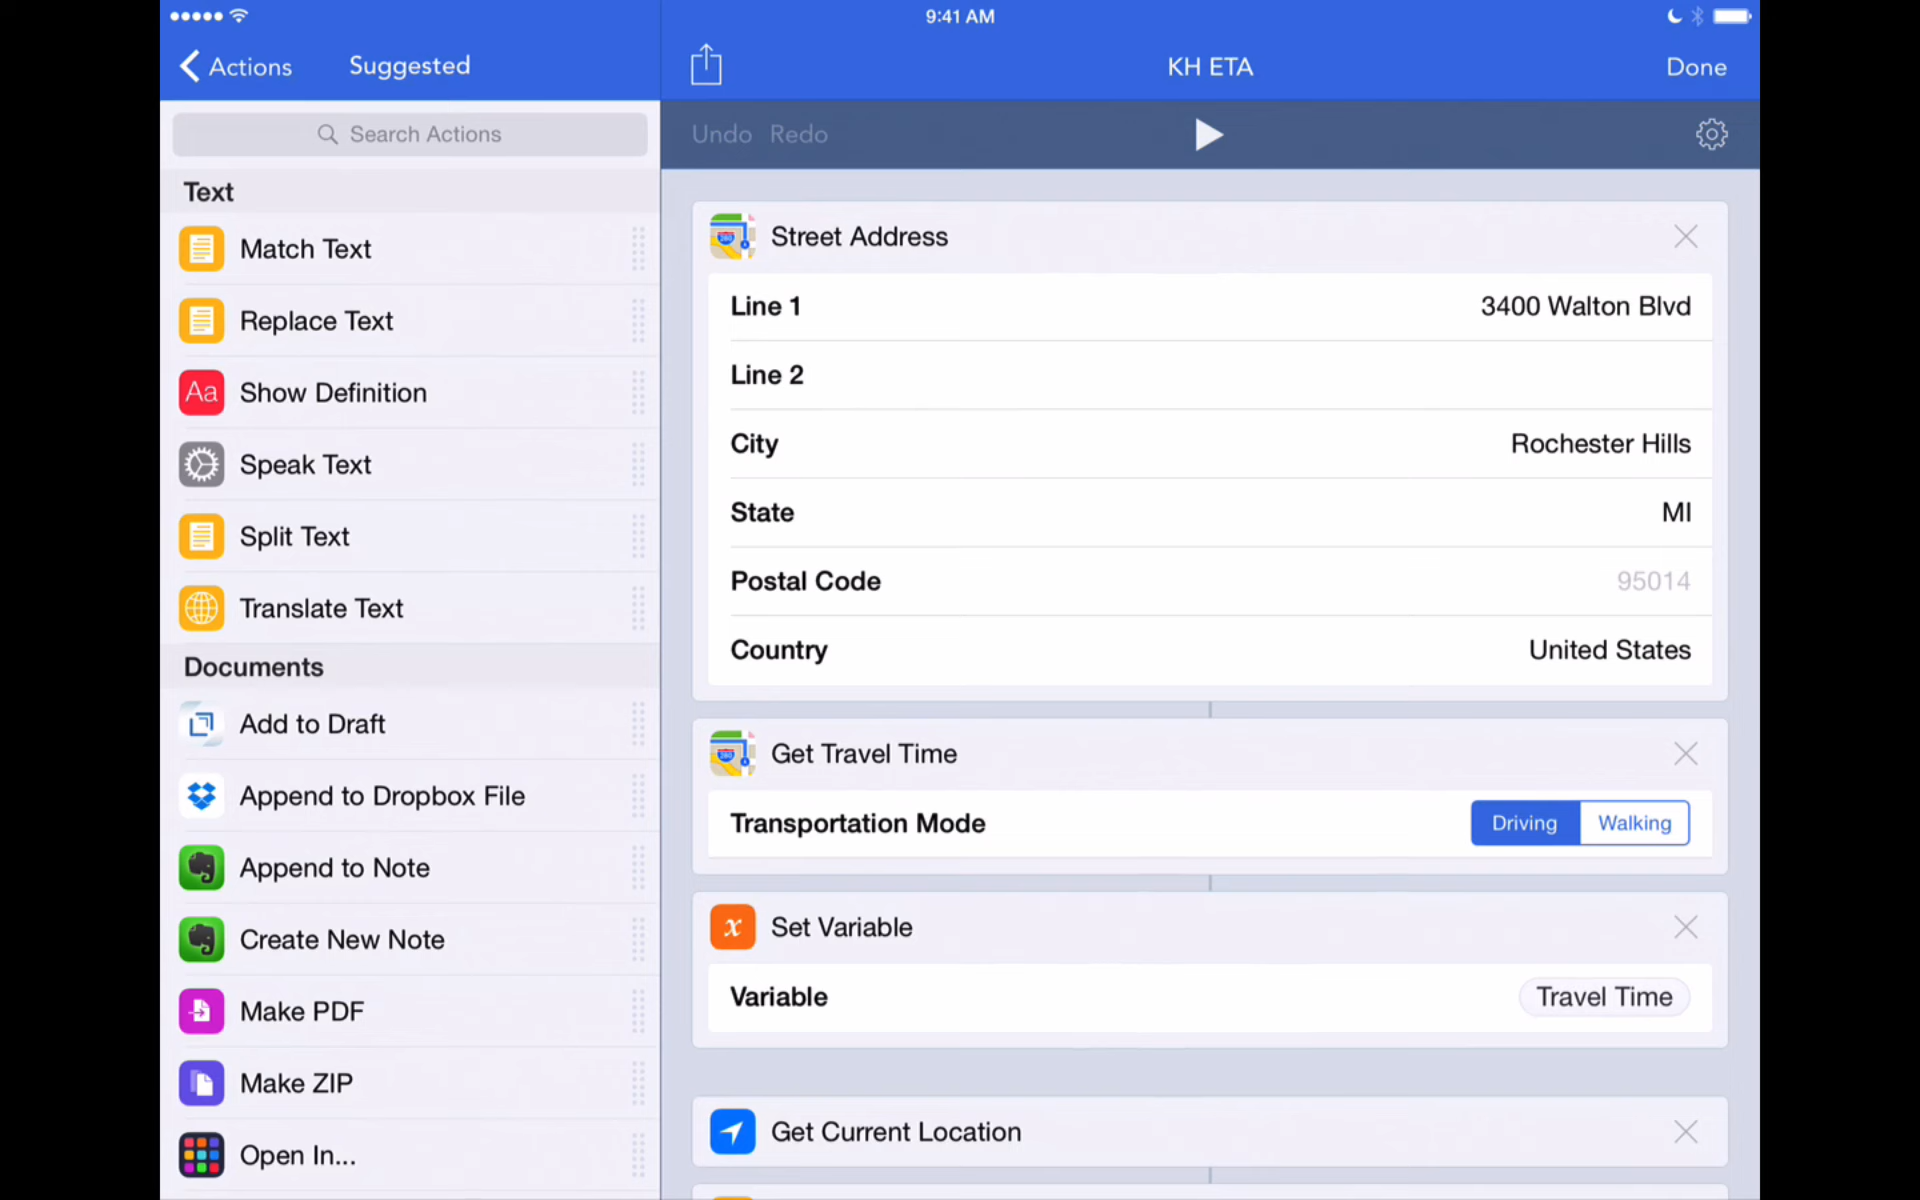 9:41 AM
Actions
Suggested
KH ETA
Done
Search Actions
Undo Redo
Text
Match Text
Replace Text
Aa Show Definition
Speak Text
Split Text
Translate Text
Documents
Add to Draft
Append to Dropbox File
Append to Note
Create New Note
Make PDF
Make ZIP
Open In...
Street Address
Line 1 3400 Walton Blvd
Line 2
City Rochester Hills
State MI
Postal Code 95014
Country United States
Get Travel Time
Transportation Mode Driving Walking
x Set Variable
Variable Travel Time
Get Current Location